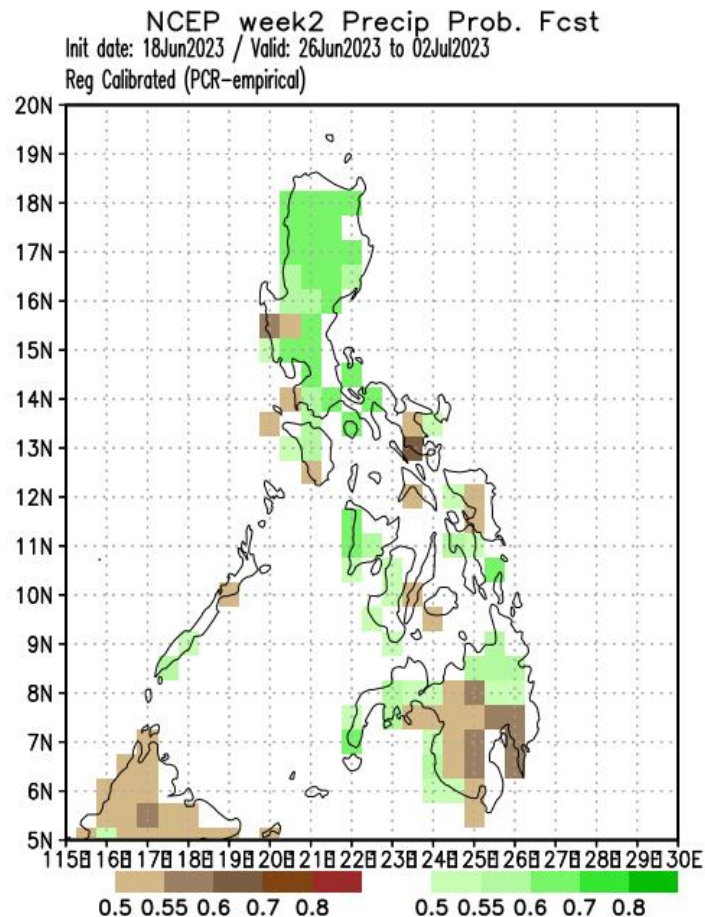 NCEP week2 Precip Prob. Fcst
Init date: 18Jun2023 / Valid: 26Jun2023 to 02Jul2023
Reg Calibrated (PCR-empirical)
20N
19N
18N
17N
16N
15N
14N
13N
12N
11N
10N
9N
8N
7N
6N
5N
115E 116E 117E 118E 119E 120E 121E 122E 123E 124E 125E 126E 127E 128E 129E 130E
0.5 0.55 0.6 0.7 0.8 0.5 0.55 0.6 0.7 0.8